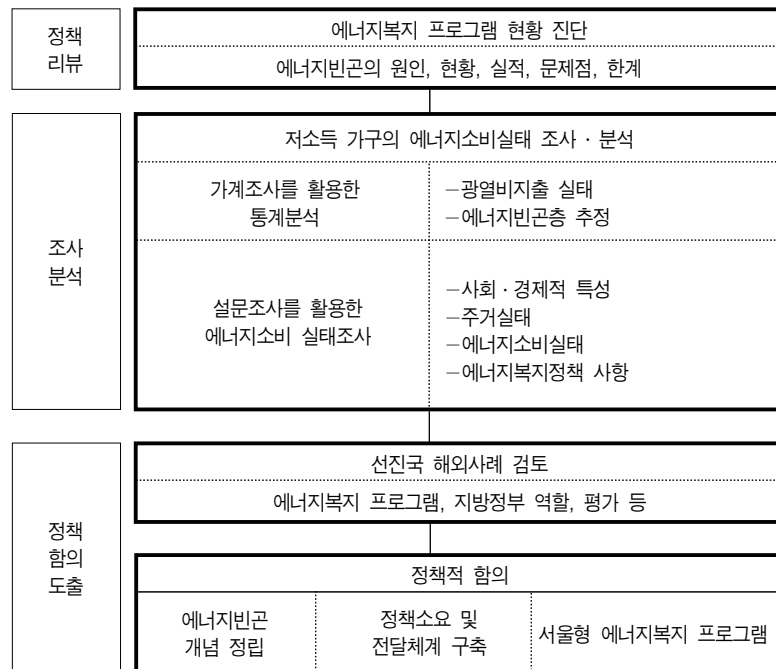 정책
리뷰
에너지복지 프로그램 현황 진단
에너지빈곤의 원인, 현황, 실적, 문제점, 한계
조사
분석
저소득 가구의 에너지소비실태 조사 · 분석
가계조사를 활용한
통계분석
–광열비지출 실태
–에너지빈곤층 추정
설문조사를 활용한
에너지소비 실태조사
–사회 · 경제적 특성
–주거실태
–에너지소비실태
–에너지복지정책 사항
정책
함의
도출
선진국 해외사례 검토
에너지복지 프로그램, 지방정부 역할, 평가 등
정책적 함의
에너지빈곤
개념 정립
정책소요 및
전달체계 구축
서울형 에너지복지 프로그램